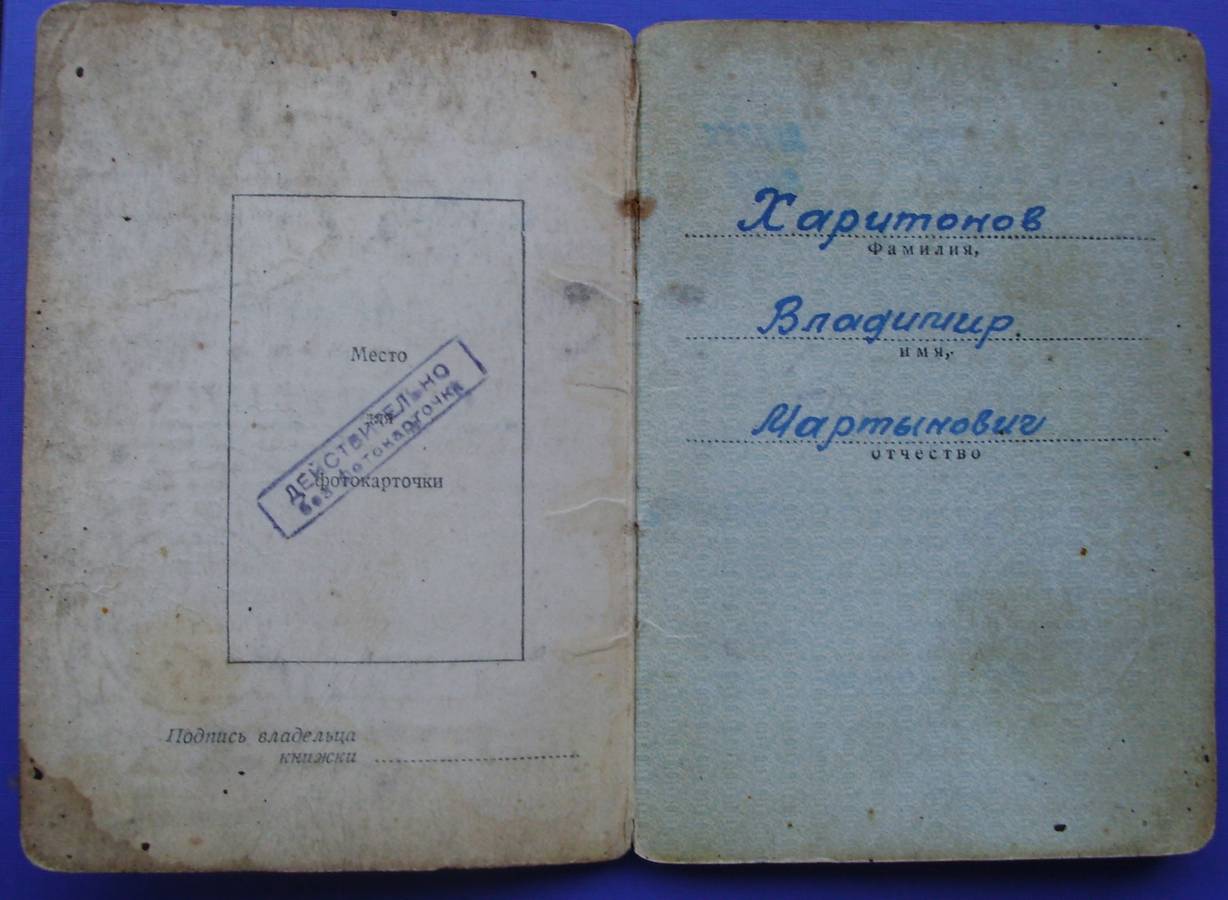 Место
для
фотокарточки
ДЕЙСТВИТЕЛЬНО
без фотокарточки
Подпись владельца
книжки
Харитонов
Фамилия,
Владимир
имя,
Мартынович
отчество